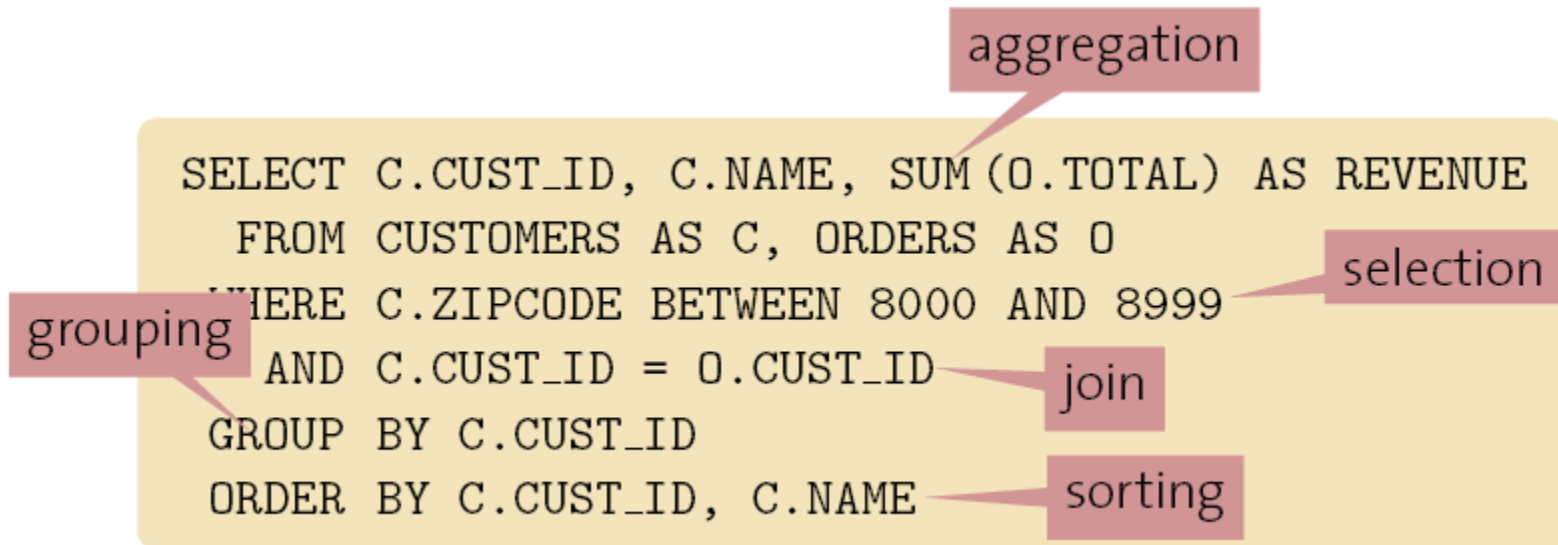 aggregation
SELECT C.CUST_ID, C.NAME, SUM(O.TOTAL) AS REVENUE
FROM CUSTOMERS AS C, ORDERS AS O
selection
WHERE C.ZIPCODE BETWEEN 8000 AND 8999
grouping
AND C.CUST_ID = O.CUST_ID
join
GROUP BY C.CUST_ID
ORDER BY C.CUST_ID, C.NAME
sorting